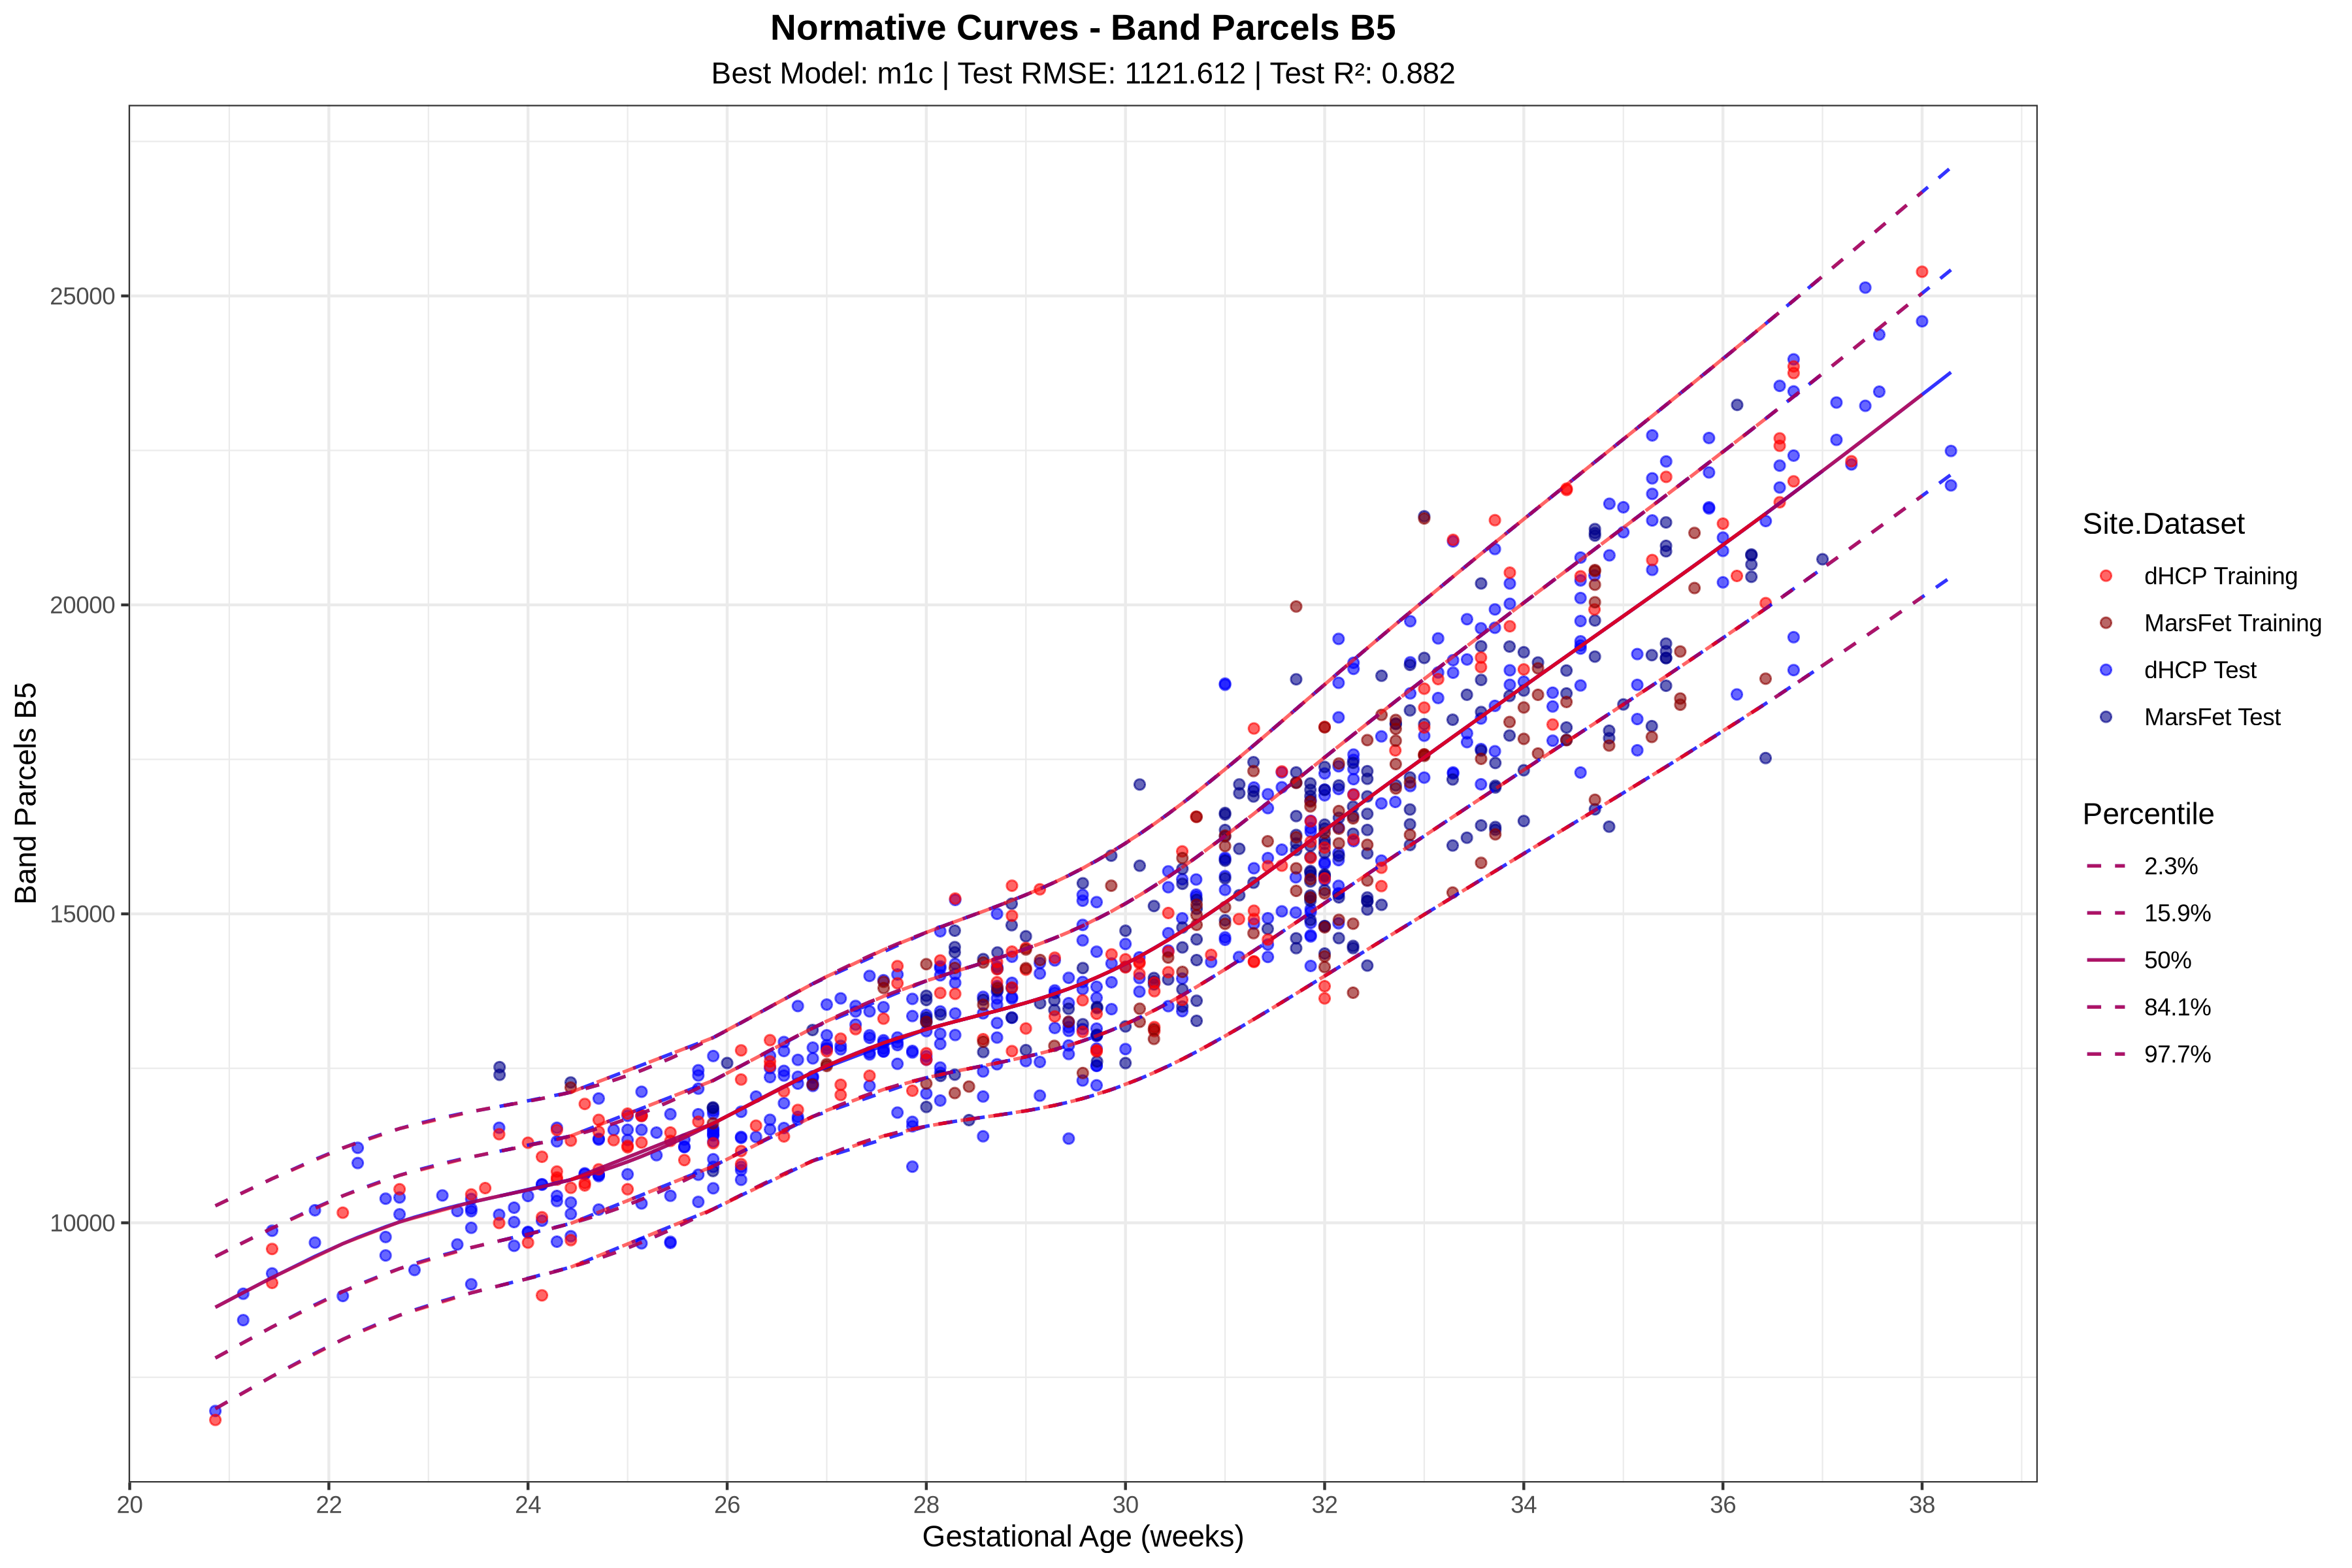 Normative Curves - Band Parcels B5
Best Model: m1c | Test RMSE: 1121.612 | Test R²: 0.882
Band Parcels B5
25000
20000
15000
10000
20 22 24 26 28 30 32 34 36 38
Gestational Age (weeks)
Site.Dataset
dHCP Training
MarsFet Training
dHCP Test
MarsFet Test
Percentile
2.3%
15.9%
50%
84.1%
97.7%